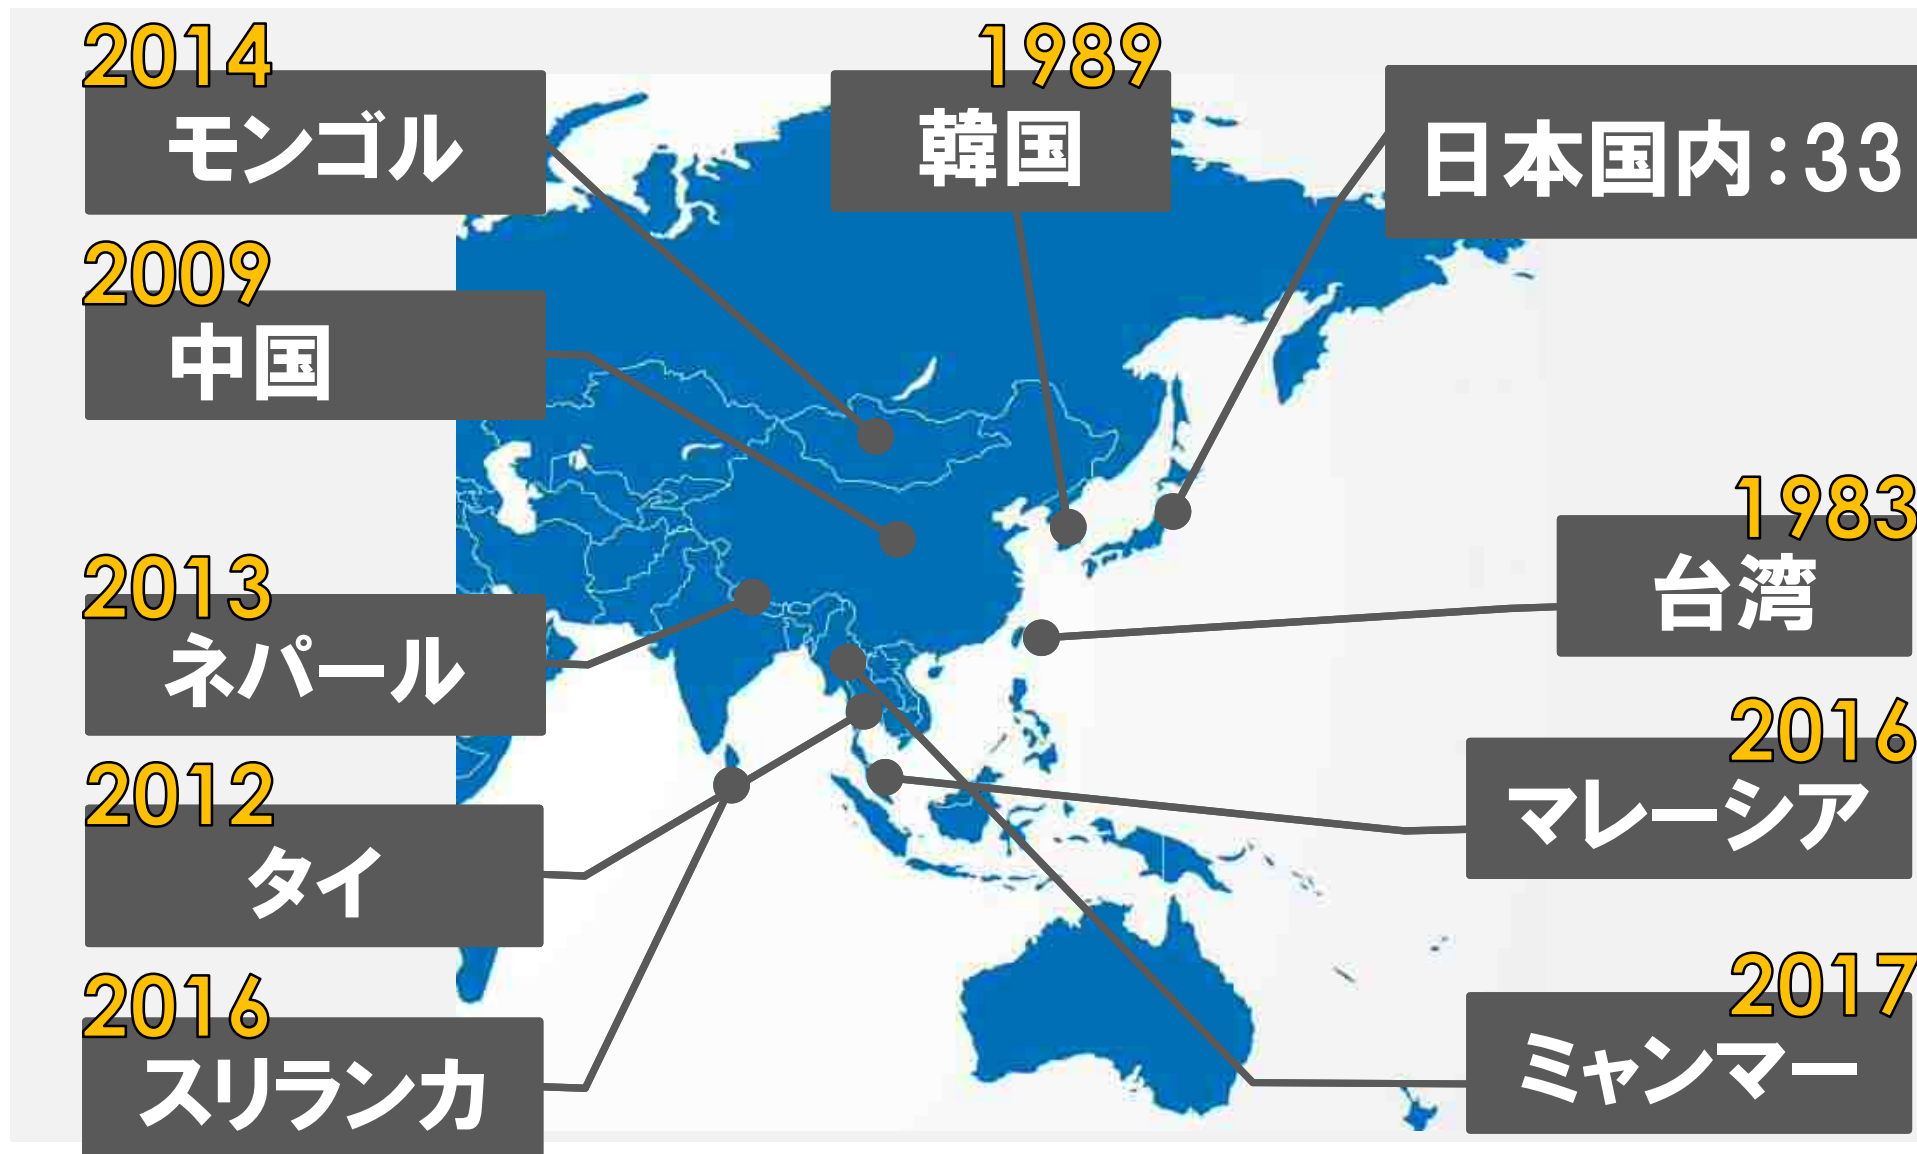 2014
モンゴル
1989
韓国
日本国内:33
2009
中国
1983
台湾
2013
ネパール
2016
マレーシア
2012
タイ
2017
ミャンマー
2016
スリランカ